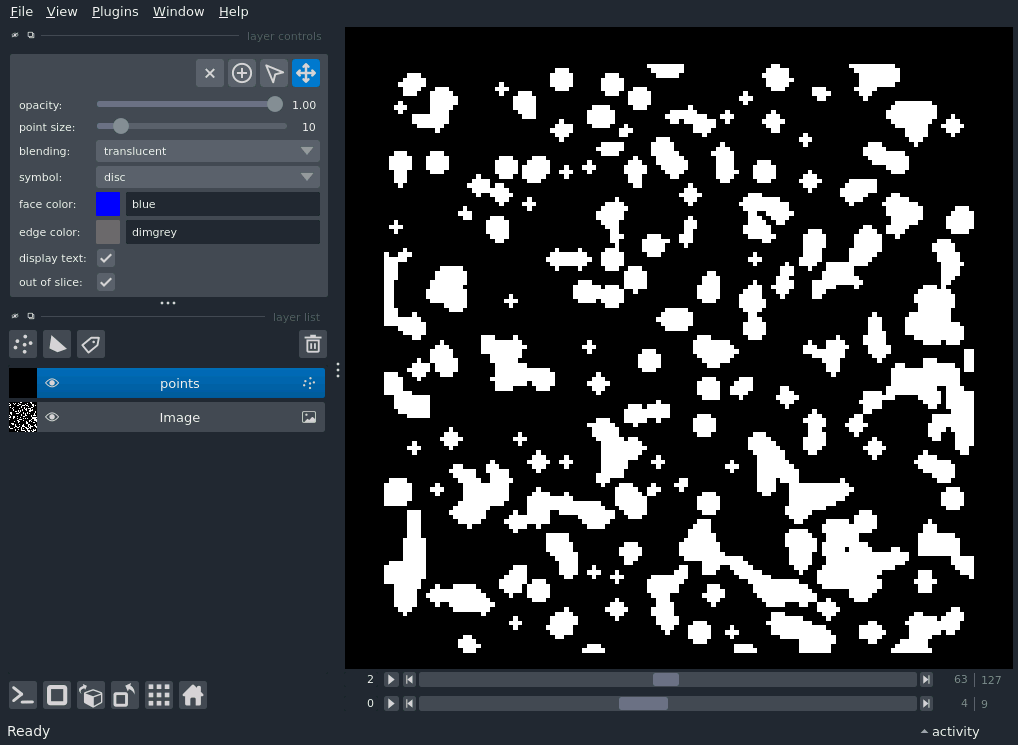 File View Plugins Window Help
layer controls
opacity: 1.00
point size: 10
blending: translucent
symbol: disc
face color: blue
edge color: dimgrey
display text:
out of slice:
layer list
points
Image
2 63 127
0 4 9
Ready activity